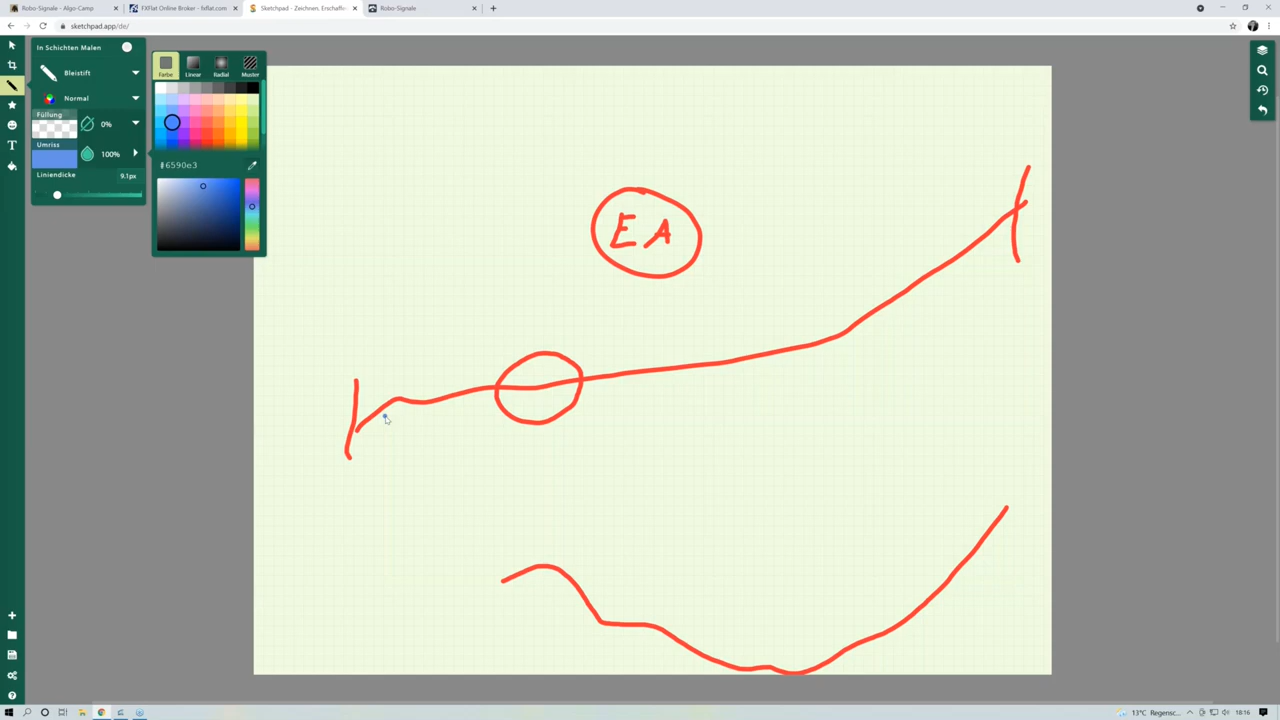 Robo-Signale - Algo-Camp
FXFlat Online Broker - fxflat.com
Sketchpad - Zeichnen, Erschaffe
Robo-Signale
sketchpad.app/de/
In Schichten Malen
Bleistift
Normal
Füllung
0%
Umriss
100%
Liniendicke
9.1px
Farbe
Linear
Radial
Muster
#6590e3
EA
13°C Regensc...
18:16